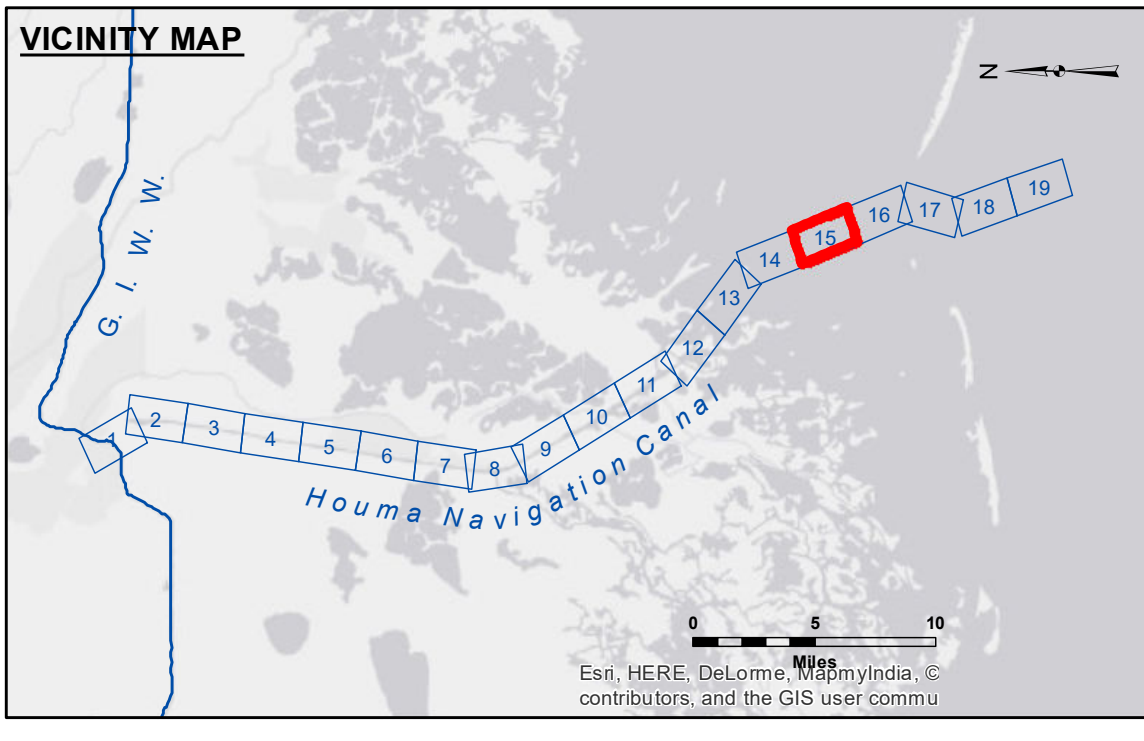 VICINITY MAP
N
G. I. W. W.
1
2
3
4
5
6
7
8
9
10
11
12
13
14
15
16
17
18
19
Houma Navigation Canal
0 5 10
Miles
Esri, HERE, DeLorme, MapmyIndia, ©
contributors, and the GIS user commu